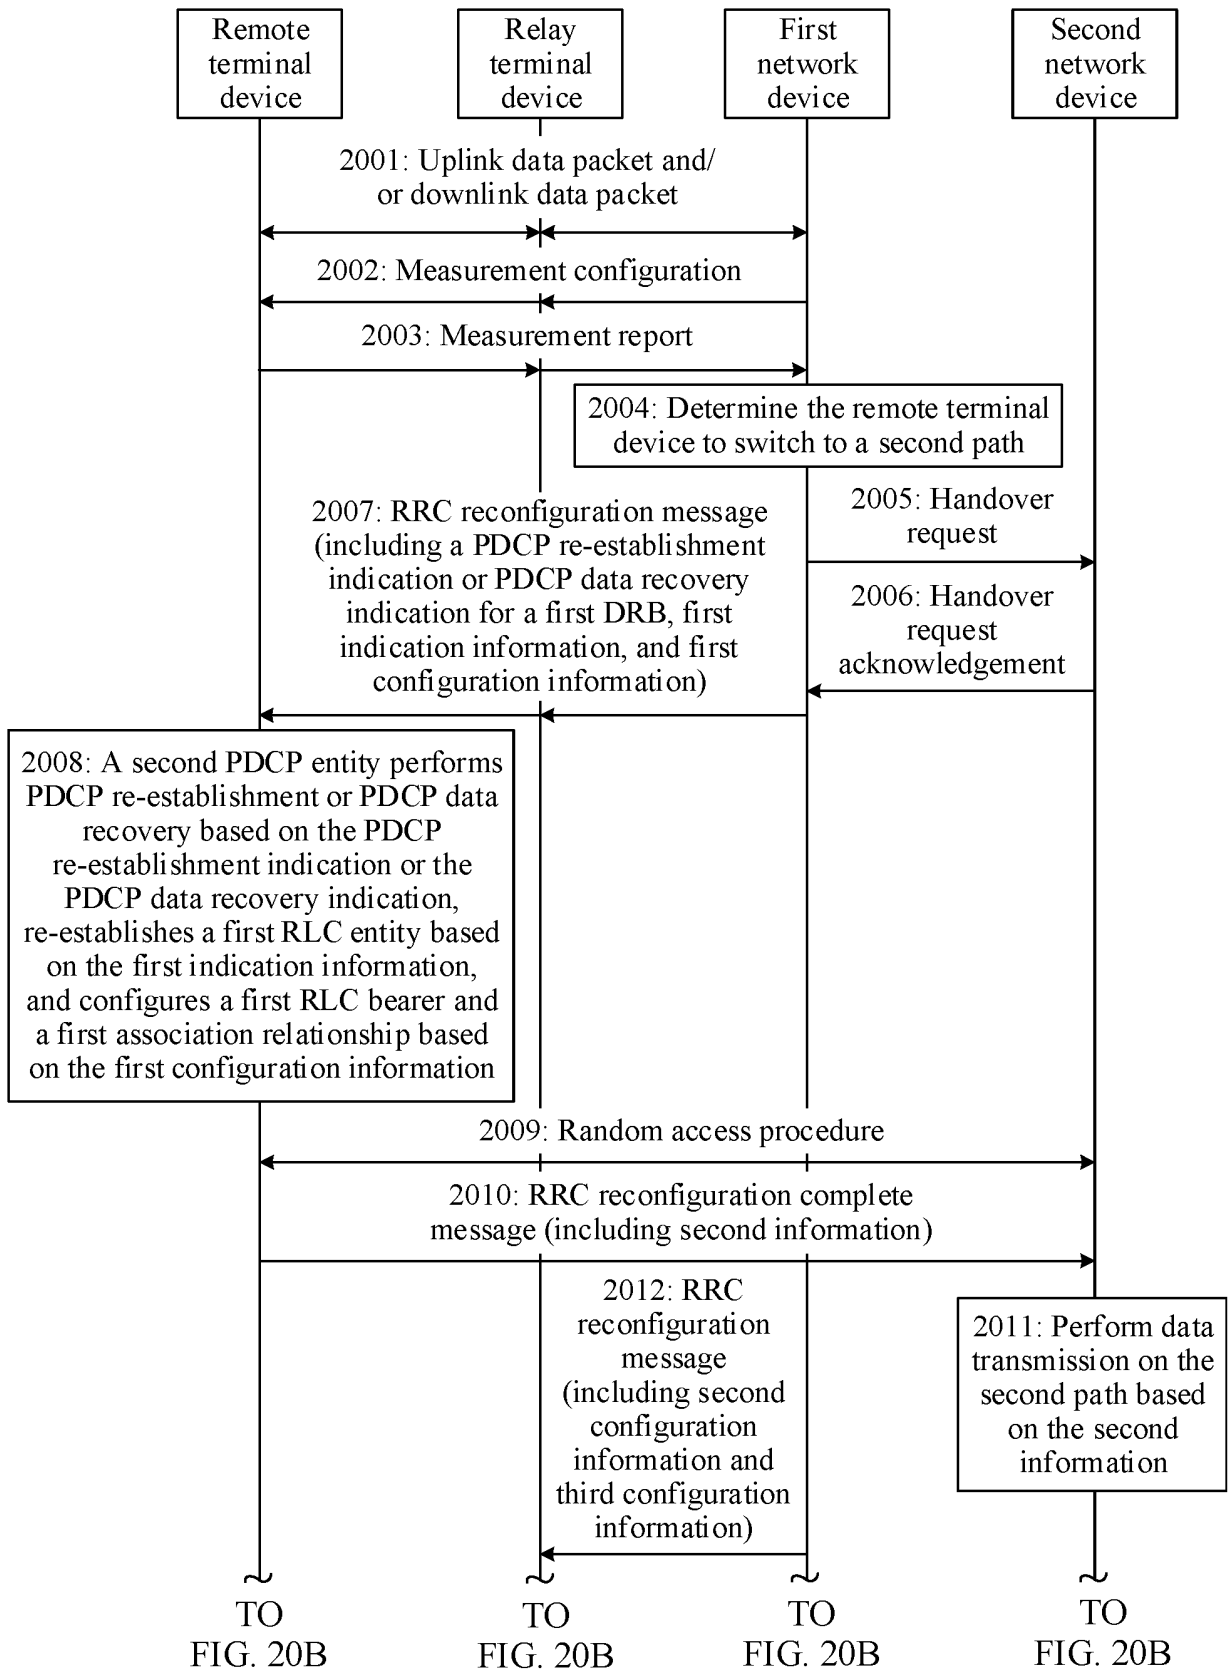 Remote
terminal
device
Relay
terminal
device
First
network
device
Second
network
device
2001: Uplink data packet and/
or downlink data packet
2002: Measurement configuration
2003: Measurement report
2004: Determine the remote terminal
device to switch to a second path
2005: Handover
request
2006: Handover
request
acknowledgement
2007: RRC reconfiguration message
(including a PDCP re-establishment
indication or PDCP data recovery
indication for a first DRB, first
indication information, and first
configuration information)
2008: A second PDCP entity performs
PDCP re-establishment or PDCP data
recovery based on the PDCP
re-establishment indication or the
PDCP data recovery indication,
re-establishes a first RLC entity based
on the first indication information,
and configures a first RLC bearer and
a first association relationship based
on the first configuration information
2009: Random access procedure
2010: RRC reconfiguration complete
message (including second information)
2012: RRC
reconfiguration
message
(including second
configuration
information and
third configuration
information)
2011: Perform data
transmission on the
second path based
on the second
information
TO
FIG. 20B
TO
FIG. 20B
TO
FIG. 20B
TO
FIG. 20B